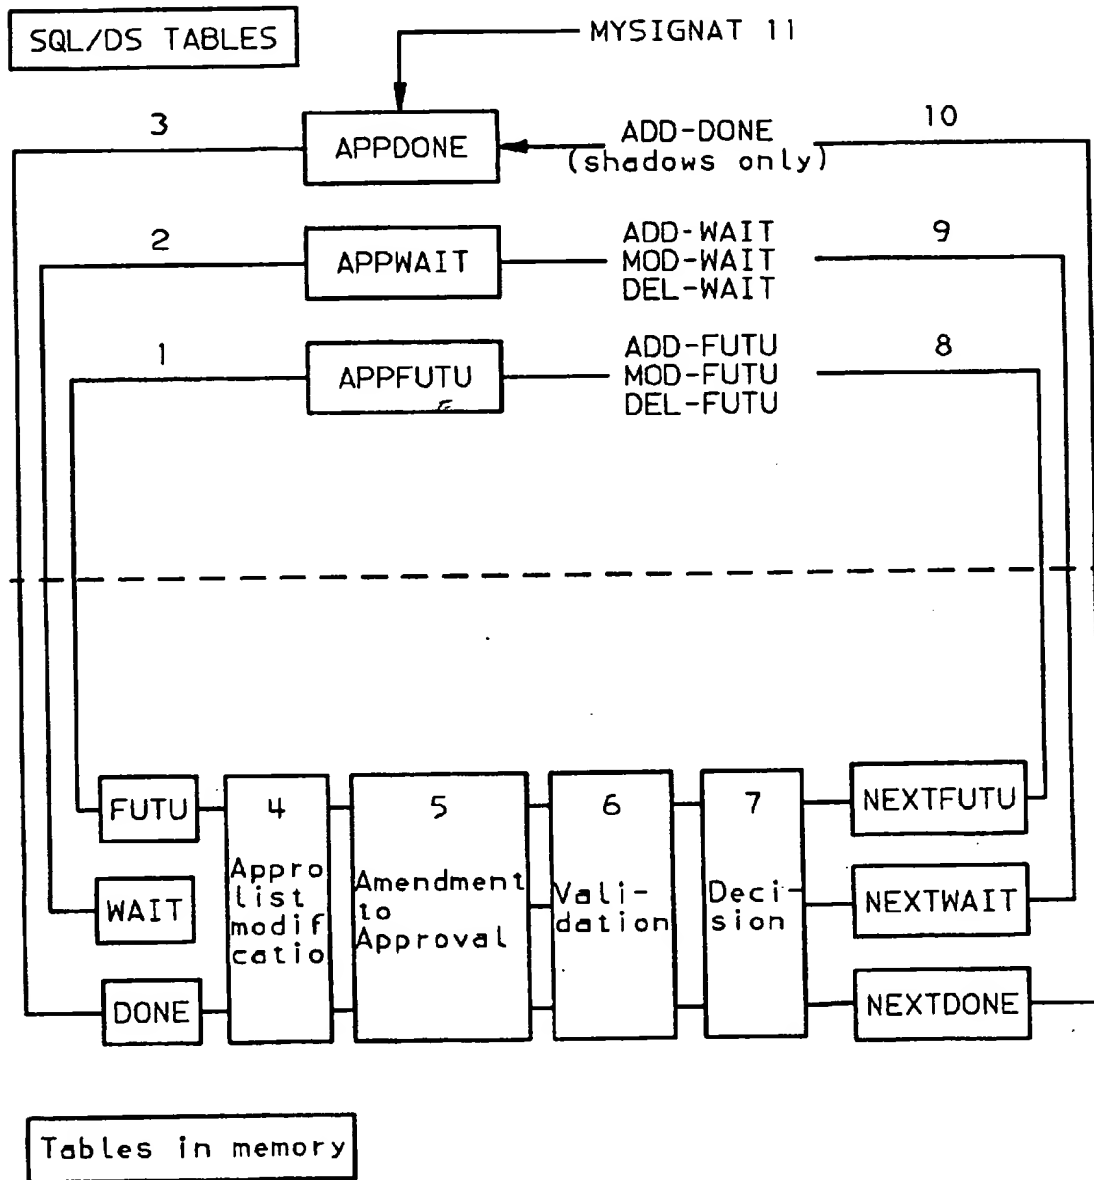 SQL/DS TABLES
MYSIGNAT 11
3
APPDONE
ADD-DONE
(shadows only)
10
2
APPWAIT
ADD-WAIT
MOD-WAIT
DEL-WAIT
9
1
APPFUTU
ADD-FUTU
MOD-FUTU
DEL-FUTU
8
FUTU
WAIT
DONE
4
Appro
list
modif
catio
5
Amendment
to
Approval
6
Vali-
dation
7
Deci-
sion
NEXTFUTU
NEXTWAIT
NEXTDONE
Tables in memory